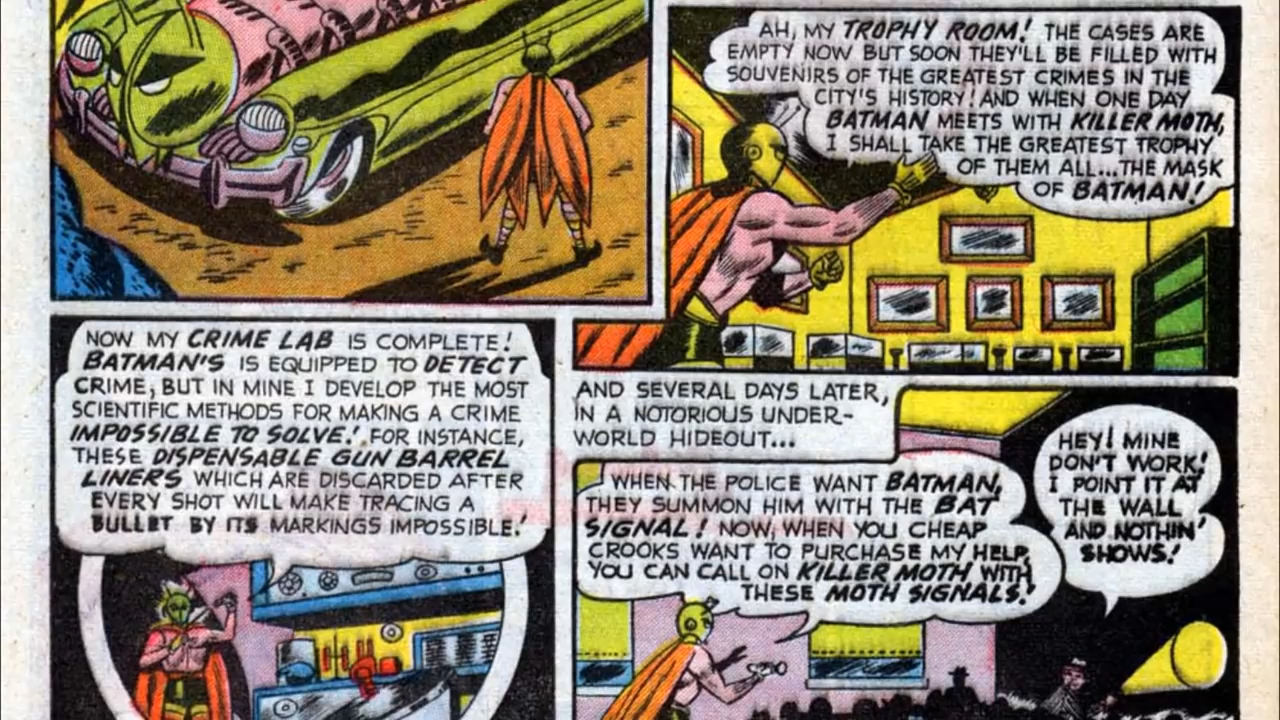 AH, MY TROPHY ROOM! THE CASES ARE
EMPTY NOW BUT SOON THEY'LL BE FILLED WITH
SOUVENIRS OF THE GREATEST CRIMES IN THE
CITY'S HISTORY! AND WHEN ONE DAY
BATMAN MEETS WITH KILLER MOTH,
I SHALL TAKE THE GREATEST TROPHY
OF THEM ALL...THE MASK
OF BATMAN!
NOW MY CRIME LAB IS COMPLETE!
BATMAN'S IS EQUIPPED TO DETECT
CRIME, BUT IN MINE I DEVELOP THE MOST
SCIENTIFIC METHODS FOR MAKING A CRIME
IMPOSSIBLE TO SOLVE! FOR INSTANCE,
THESE DISPENSABLE GUN BARREL
LINERS WHICH ARE DISCARDED AFTER
EVERY SHOT WILL MAKE TRACING A
BULLET BY ITS MARKINGS IMPOSSIBLE!
AND SEVERAL DAYS LATER,
IN A NOTORIOUS UNDER-
WORLD HIDEOUT...
WHEN THE POLICE WANT BATMAN,
THEY SUMMON HIM WITH THE BAT
SIGNAL! NOW, WHEN YOU CHEAP
CROOKS WANT TO PURCHASE MY HELP,
YOU CAN CALL ON KILLER MOTH WITH
THESE MOTH SIGNALS!
HEY! MINE
DON'T WORK!
I POINT IT AT
THE WALL
AND NOTHIN'
SHOWS!